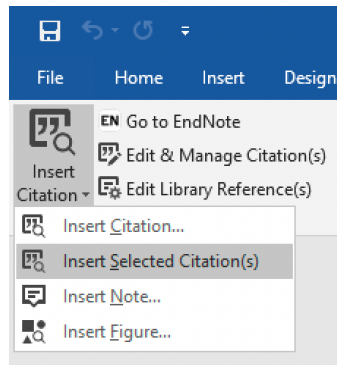 File Home Insert Design
EN Go to EndNote
Edit & Manage Citation(s)
Insert
Citation
Edit Library Reference(s)
Insert Citation...
Insert Selected Citation(s)
Insert Note...
Insert Figure...